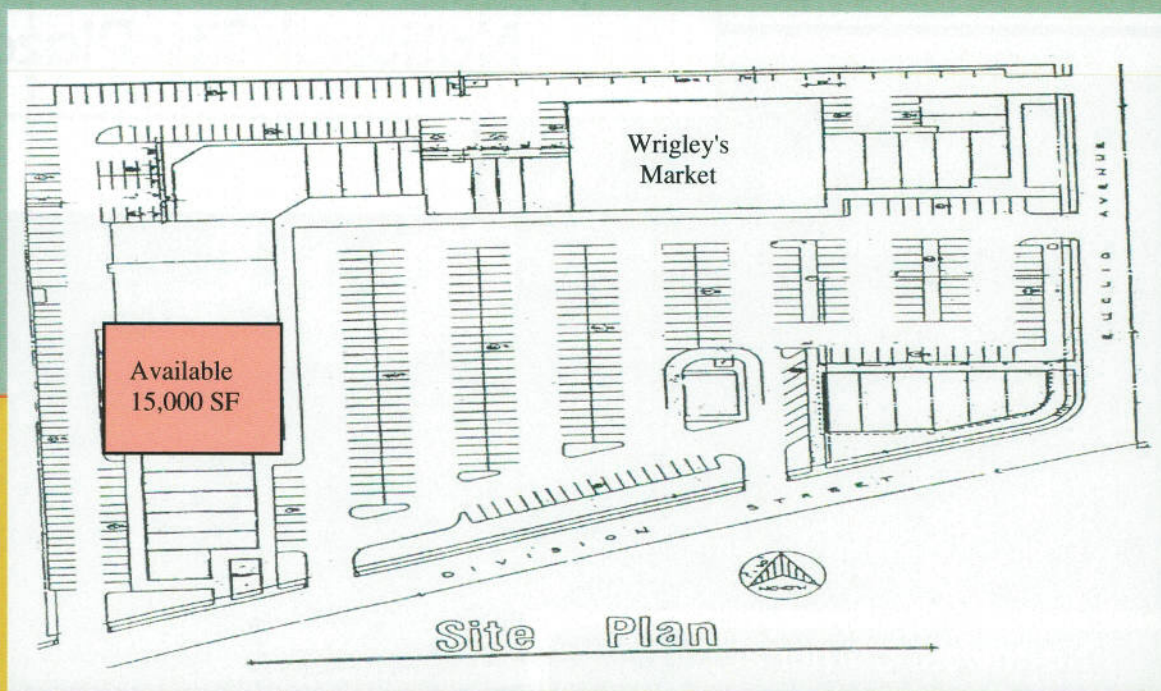 Wrigley's
Market
EUCLID AVENUE
Available
15,000 SF
DIVISION STREET
Site Plan